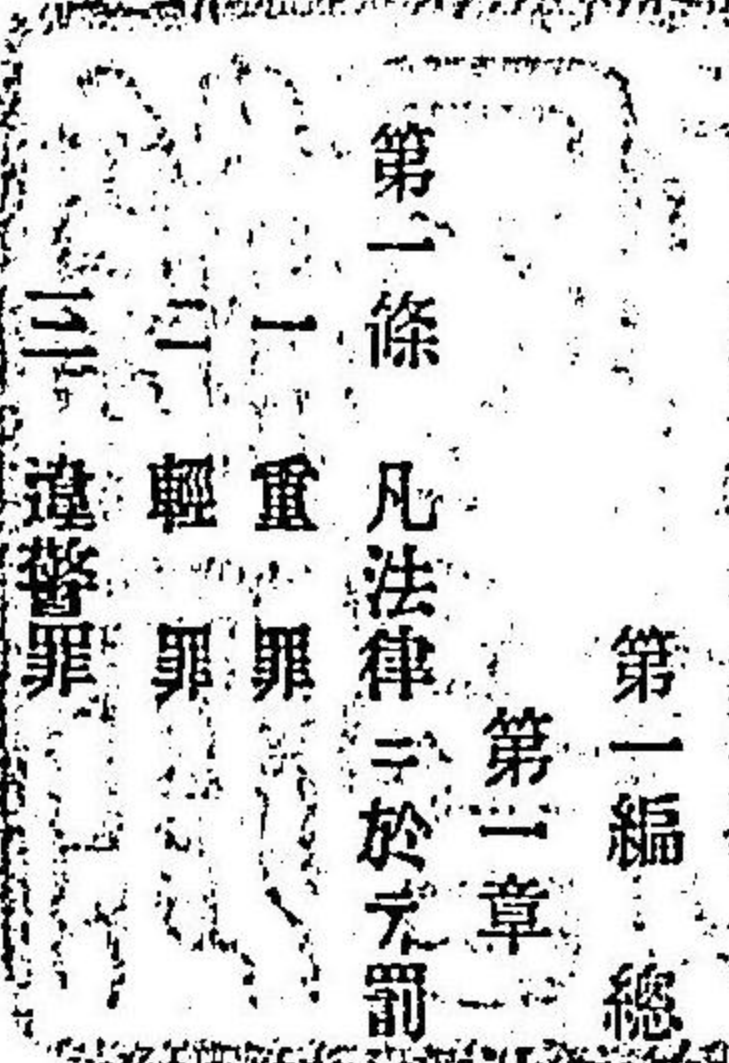 第一編 總
第一章
第一條 凡法律ニ於テ罰
一 重罪
二 輕罪
三 違警罪